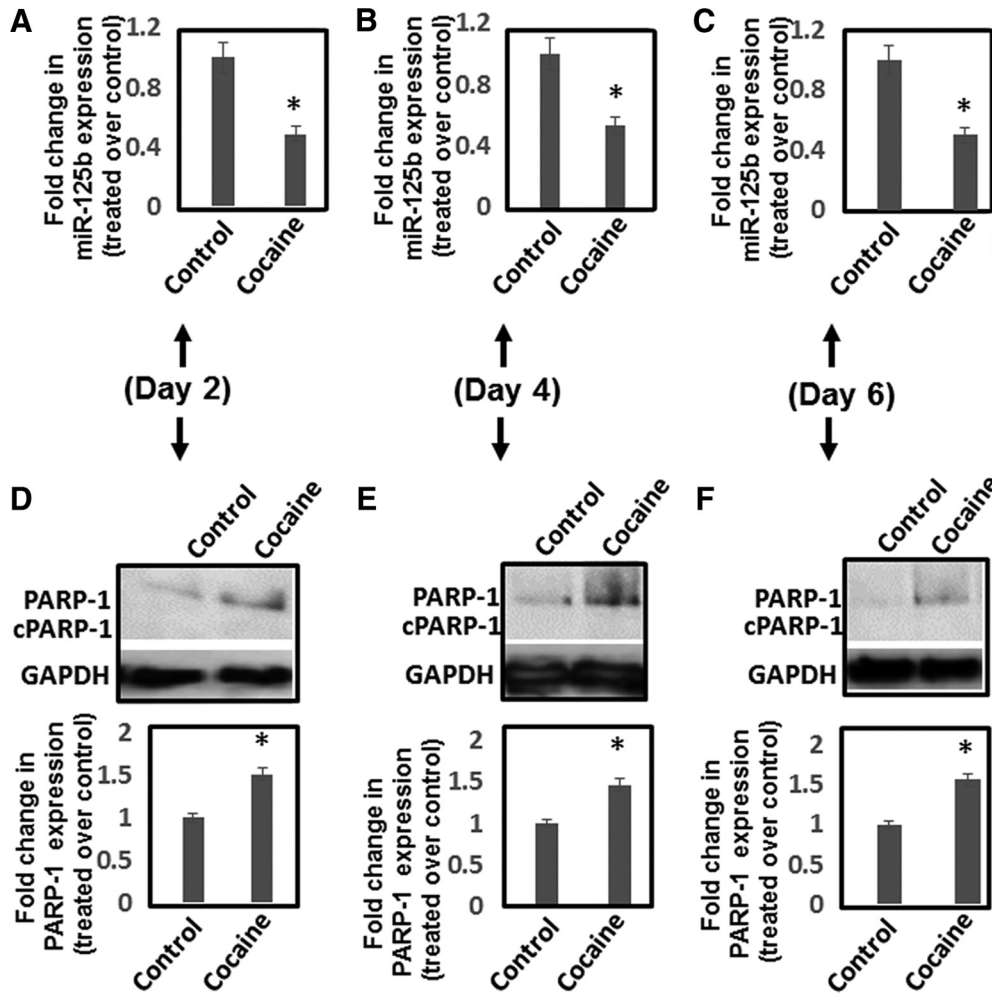 A
Fold change in
miR-125b expression
(treated over control)
1.2
0.8
0.4
0
*
Control
Cocaine
B
Fold change in
miR-125b expression
(treated over control)
1.2
0.8
0.4
0
*
Control
Cocaine
C
Fold change in
miR-125b expression
(treated over control)
1.2
0.8
0.4
0
*
Control
Cocaine
(Day 2)
(Day 4)
(Day 6)
D
Control
Cocaine
PARP-1
cPARP-1
GAPDH
Fold change in
PARP-1 expression
(treated over control)
2
1.5
1
0.5
0
*
Control
Cocaine
E
Control
Cocaine
PARP-1
cPARP-1
GAPDH
Fold change in
PARP-1 expression
(treated over control)
2
1.5
1
0.5
0
*
Control
Cocaine
F
Control
Cocaine
PARP-1
cPARP-1
GAPDH
Fold change in
PARP-1 expression
(treated over control)
2
1.5
1
0.5
0
*
Control
Cocaine